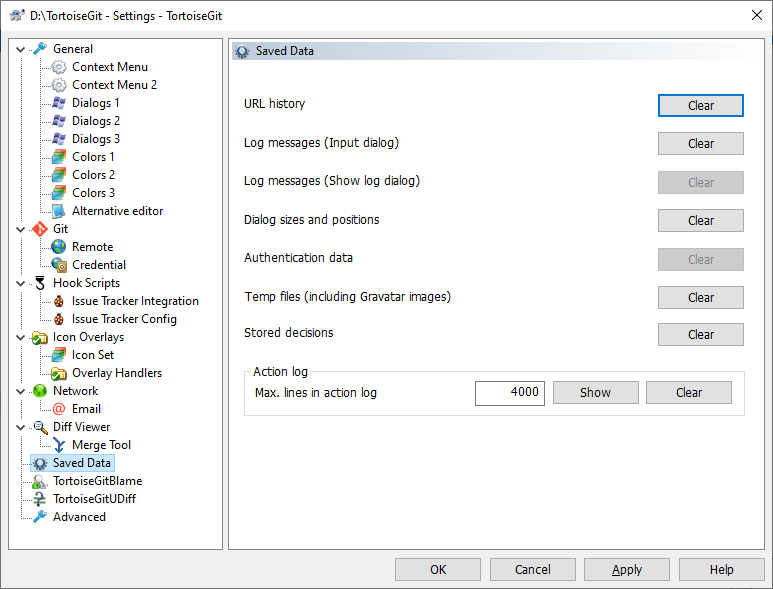 D:\TortoiseGit - Settings - TortoiseGit
General
Context Menu
Context Menu 2
Dialogs 1
Dialogs 2
Dialogs 3
Colors 1
Colors 2
Colors 3
Alternative editor
Git
Remote
Credential
Hook Scripts
Issue Tracker Integration
Issue Tracker Config
Icon Overlays
Icon Set
Overlay Handlers
Network
Email
Diff Viewer
Merge Tool
Saved Data
TortoiseGitBlame
TortoiseGitUDiff
Advanced
Saved Data
URL history Clear
Log messages (Input dialog) Clear
Log messages (Show log dialog) Clear
Dialog sizes and positions Clear
Authentication data Clear
Temp files (including Gravatar images) Clear
Stored decisions Clear
Action log
Max. lines in action log 4000 Show Clear
OK Cancel Apply Help